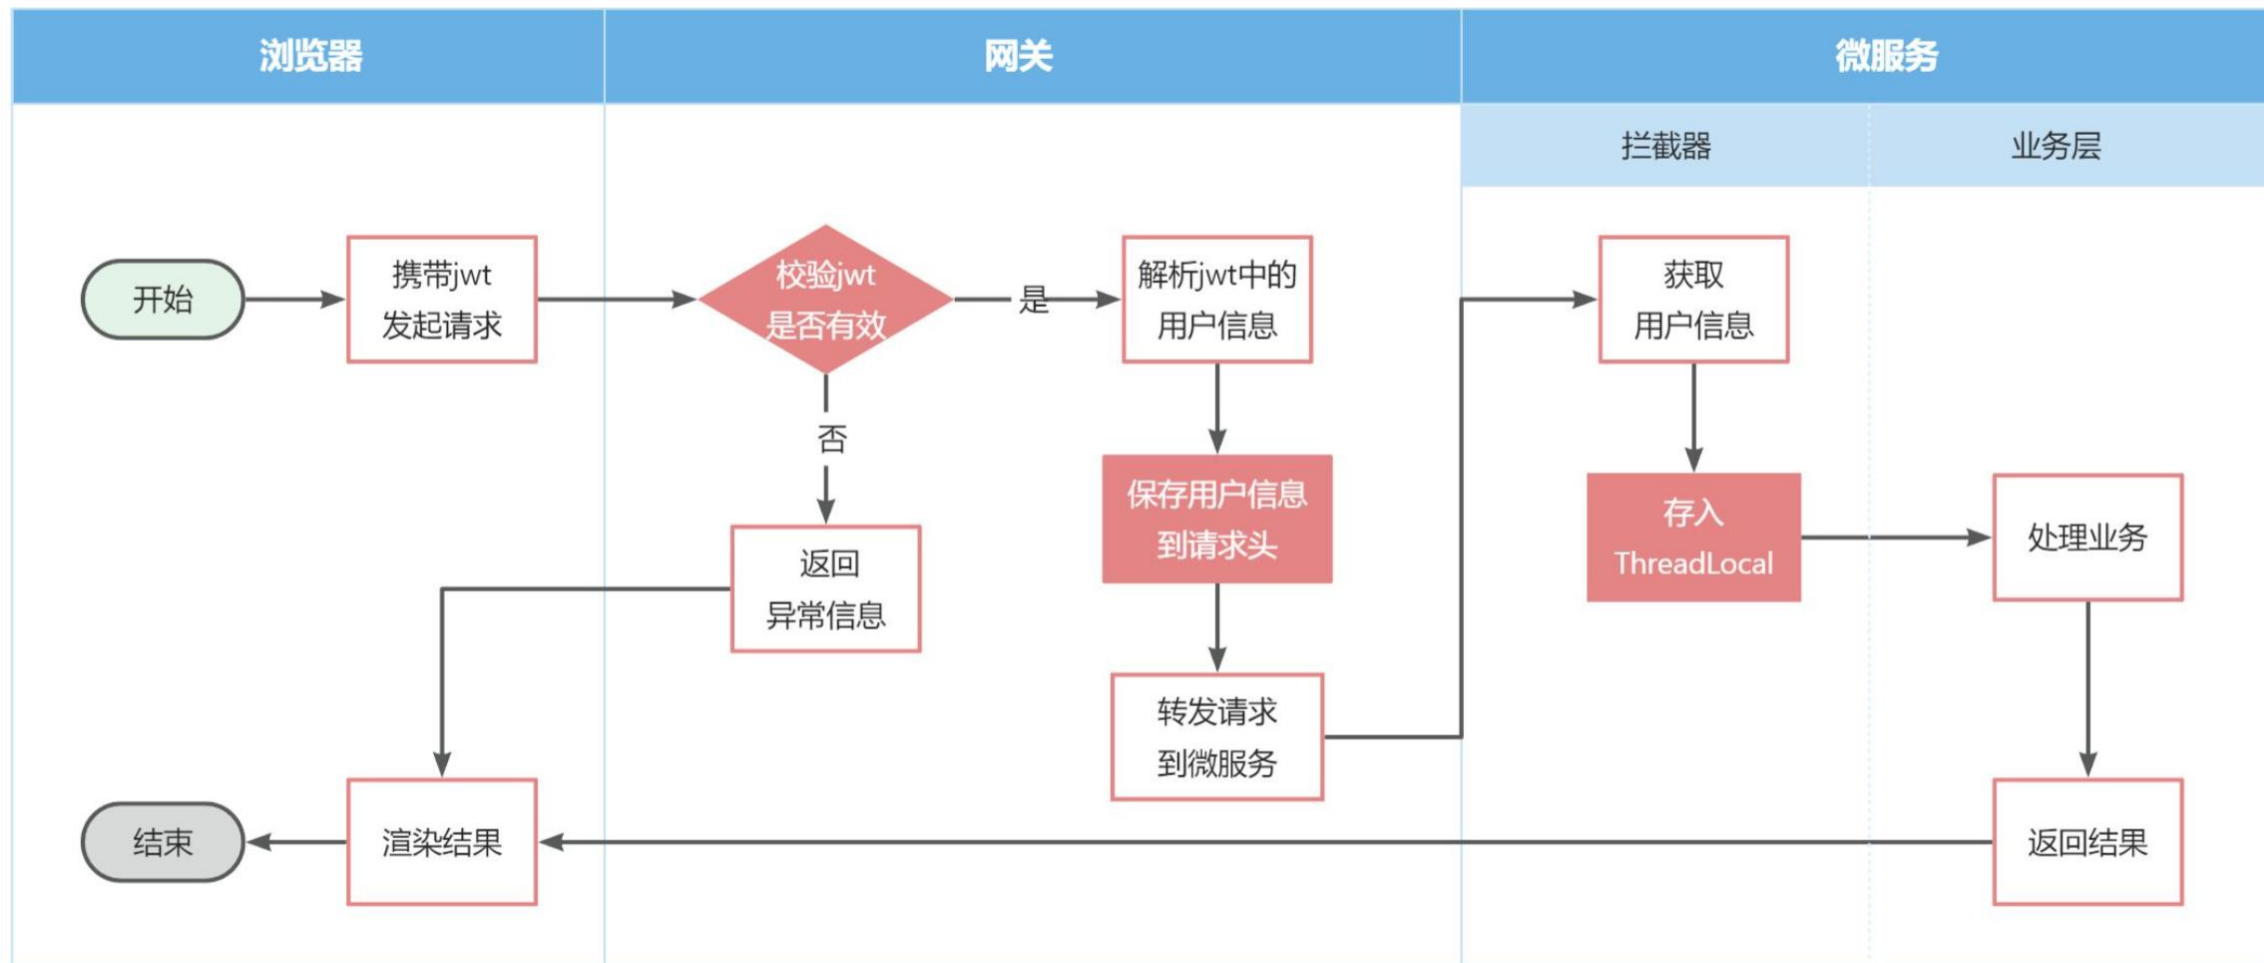 浏览器
网关
微服务
拦截器
业务层
开始
携带jwt
发起请求
校验jwt
是否有效
是
解析jwt中的
用户信息
获取
用户信息
否
保存用户信息
到请求头
存入
ThreadLocal
处理业务
返回
异常信息
转发请求
到微服务
结束
渲染结果
返回结果